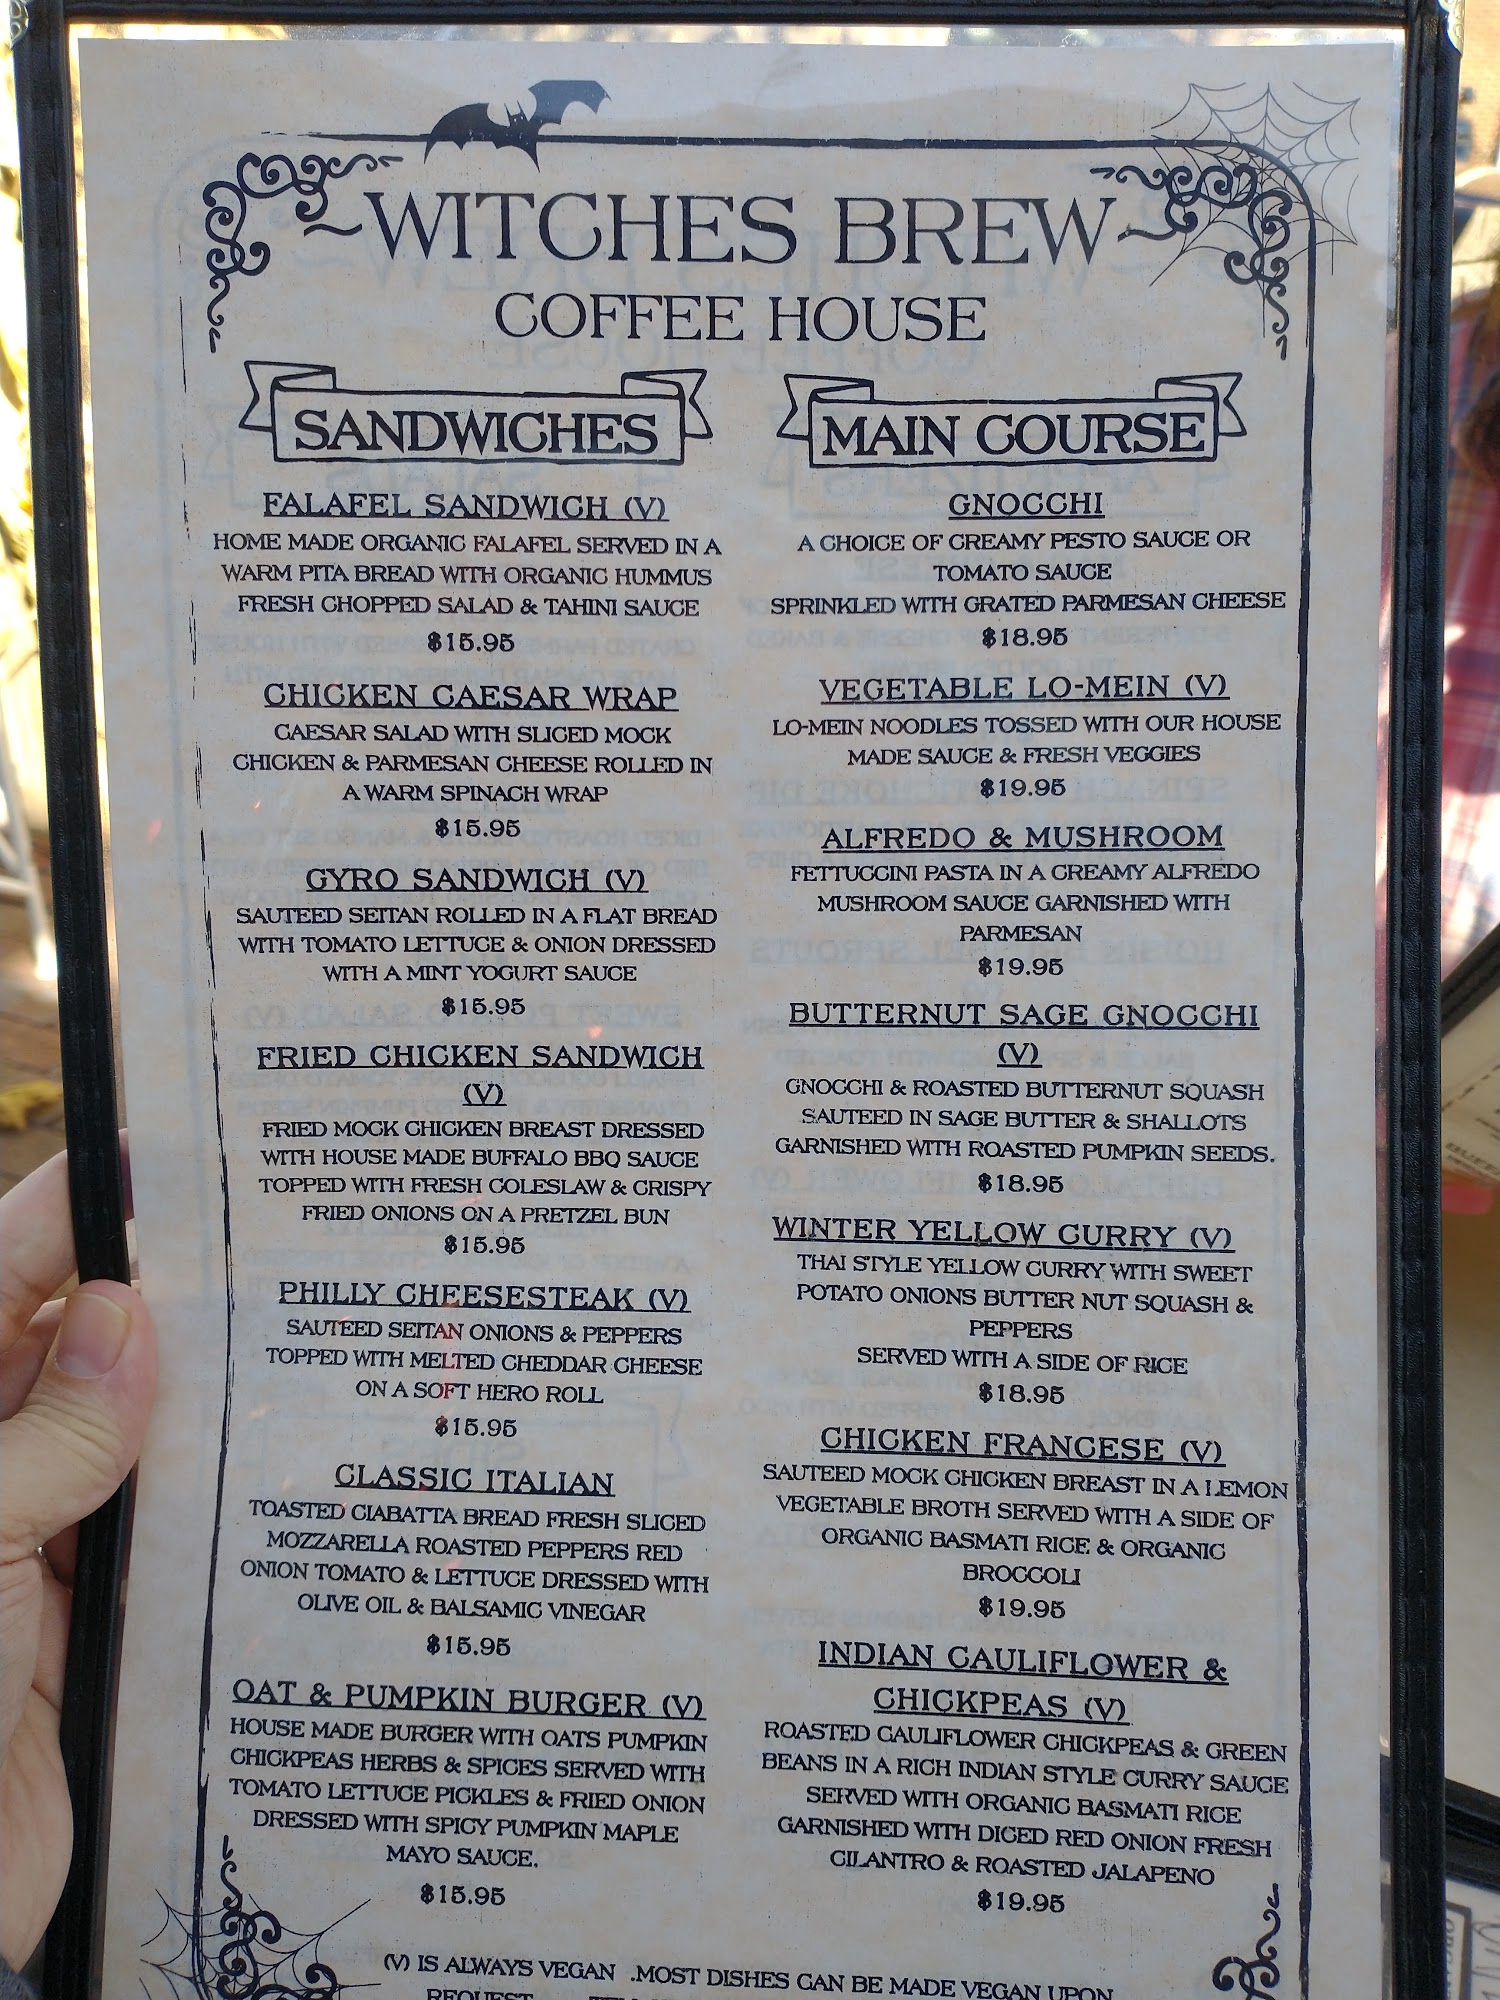 ~WITCHES BREW~
COFFEE HOUSE
SANDWICHES
FALAFEL SANDWICH (V)
HOME MADE ORGANIC FALAFEL SERVED IN A
WARM PITA BREAD WITH ORGANIC HUMMUS
FRESH CHOPPED SALAD & TAHINI SAUCE
$15.95
CHICKEN CAESAR WRAP
CAESAR SALAD WITH SLICED MOCK
CHICKEN & PARMESAN CHEESE ROLLED IN
A WARM SPINACH WRAP
$15.95
GYRO SANDWICH (V)
SAUTEED SEITAN ROLLED IN A FLAT BREAD
WITH TOMATO LETTUCE & ONION DRESSED
WITH A MINT YOGURT SAUCE
$15.95
FRIED CHICKEN SANDWICH
(V)
FRIED MOCK CHICKEN BREAST DRESSED
WITH HOUSE MADE BUFFALO BBQ SAUCE
TOPPED WITH FRESH COLESLAW & CRISPY
FRIED ONIONS ON A PRETZEL BUN
$15.95
PHILLY CHEESESTEAK (V)
SAUTEED SEITAN ONIONS & PEPPERS
TOPPED WITH MELTED CHEDDAR CHEESE
ON A SOFT HERO ROLL
$15.95
CLASSIC ITALIAN
TOASTED CIABATTA BREAD FRESH SLICED
MOZZARELLA ROASTED PEPPERS RED
ONION TOMATO & LETTUCE DRESSED WITH
OLIVE OIL & BALSAMIC VINEGAR
$15.95
OAT & PUMPKIN BURGER (V)
HOUSE MADE BURGER WITH OATS PUMPKIN
CHICKPEAS HERBS & SPICES SERVED WITH
TOMATO LETTUCE PICKLES & FRIED ONION
DRESSED WITH SPICY PUMPKIN MAPLE
MAYO SAUCE.
$15.95
MAIN COURSE
GNOCCHI
A CHOICE OF CREAMY PESTO SAUCE OR
TOMATO SAUCE
SPRINKLED WITH GRATED PARMESAN CHEESE
$18.95
VEGETABLE LO-MEIN (V)
LO-MEIN NOODLES TOSSED WITH OUR HOUSE
MADE SAUCE & FRESH VEGGIES
$19.95
ALFREDO & MUSHROOM
FETTUCCINI PASTA IN A CREAMY ALFREDO
MUSHROOM SAUCE GARNISHED WITH
PARMESAN
$19.95
BUTTERNUT SAGE GNOCCHI
(V)
GNOCCHI & ROASTED BUTTERNUT SQUASH
SAUTEED IN SAGE BUTTER & SHALLOTS
GARNISHED WITH ROASTED PUMPKIN SEEDS.
$18.95
WINTER YELLOW CURRY (V)
THAI STYLE YELLOW CURRY WITH SWEET
POTATO ONIONS BUTTER NUT SQUASH &
PEPPERS
SERVED WITH A SIDE OF RICE
$18.95
CHICKEN FRANCESE (V)
SAUTEED MOCK CHICKEN BREAST IN A LEMON
VEGETABLE BROTH SERVED WITH A SIDE OF
ORGANIC BASMATI RICE & ORGANIC
BROCCOLI
$19.95
INDIAN CAULIFLOWER &
CHICKPEAS (V)
ROASTED CAULIFLOWER CHICKPEAS & GREEN
BEANS IN A RICH INDIAN STYLE CURRY SAUCE
SERVED WITH ORGANIC BASMATI RICE
GARNISHED WITH DICED RED ONION FRESH
CILANTRO & ROASTED JALAPENO
$19.95
(V) IS ALWAYS VEGAN .MOST DISHES CAN BE MADE VEGAN UPON
REQUEST